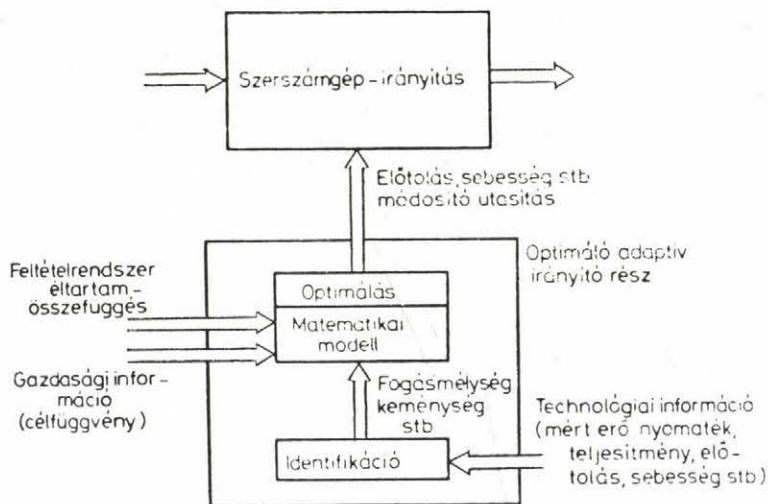 Szerszámgép-irányítás
Előtolás, sebesség stb
módosító utasítás
Optimáló adaptív
irányító rész
Feltételrendszer
éltartam-
összefüggés
Optimálás
Matematikai
modell
Gazdasági infor-
máció
(célfüggvény)
Fogásmélység
keménység
stb
Technológiai információ
(mért erő nyomaték,
teljesítmény, elő-
tolás, sebesség stb)
Identifikáció